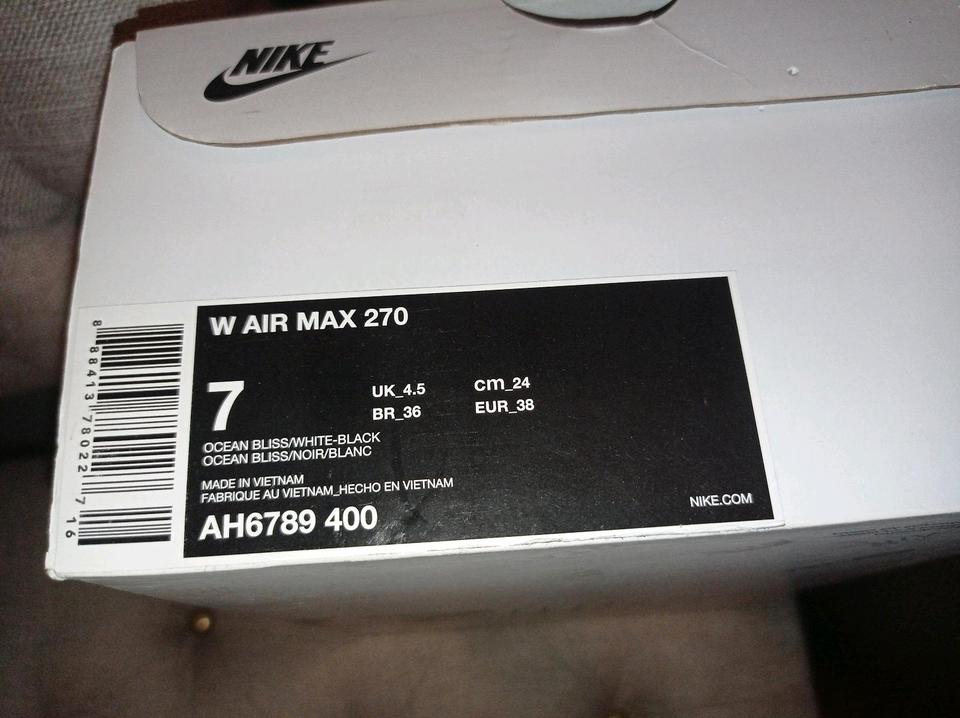 NIKE
W AIR MAX 270
7
UK_4.5
cm_24
BR_36
EUR_38
OCEAN BLISS/WHITE-BLACK
OCEAN BLISS/NOIR/BLANC
MADE IN VIETNAM
FABRIQUE AU VIETNAM_HECHO EN VIETNAM
AH6789 400
NIKE.COM
8 88413 78022 7 16